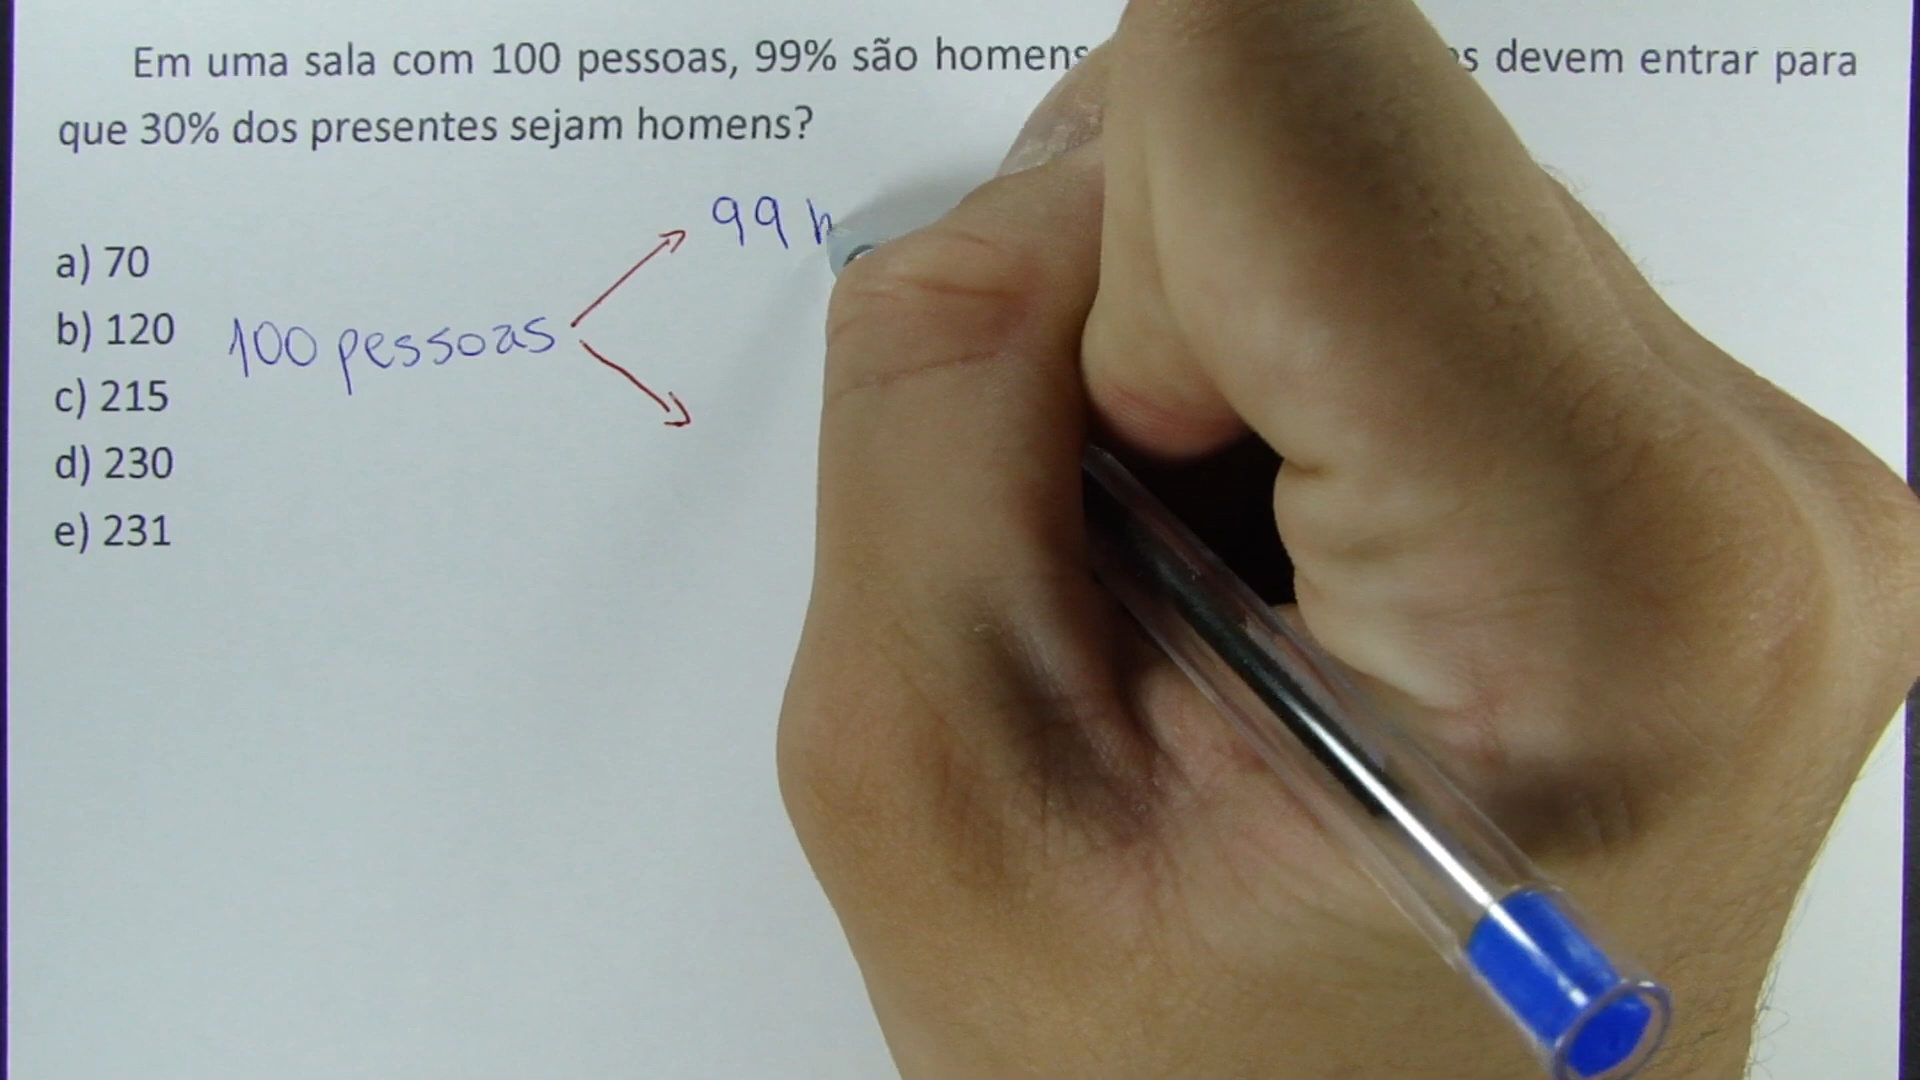 Em uma sala com 100 pessoas, 99% são homens devem entrar para
que 30% dos presentes sejam homens?
99 h
a) 70
b) 120
100 pessoas
c) 215
d) 230
e) 231